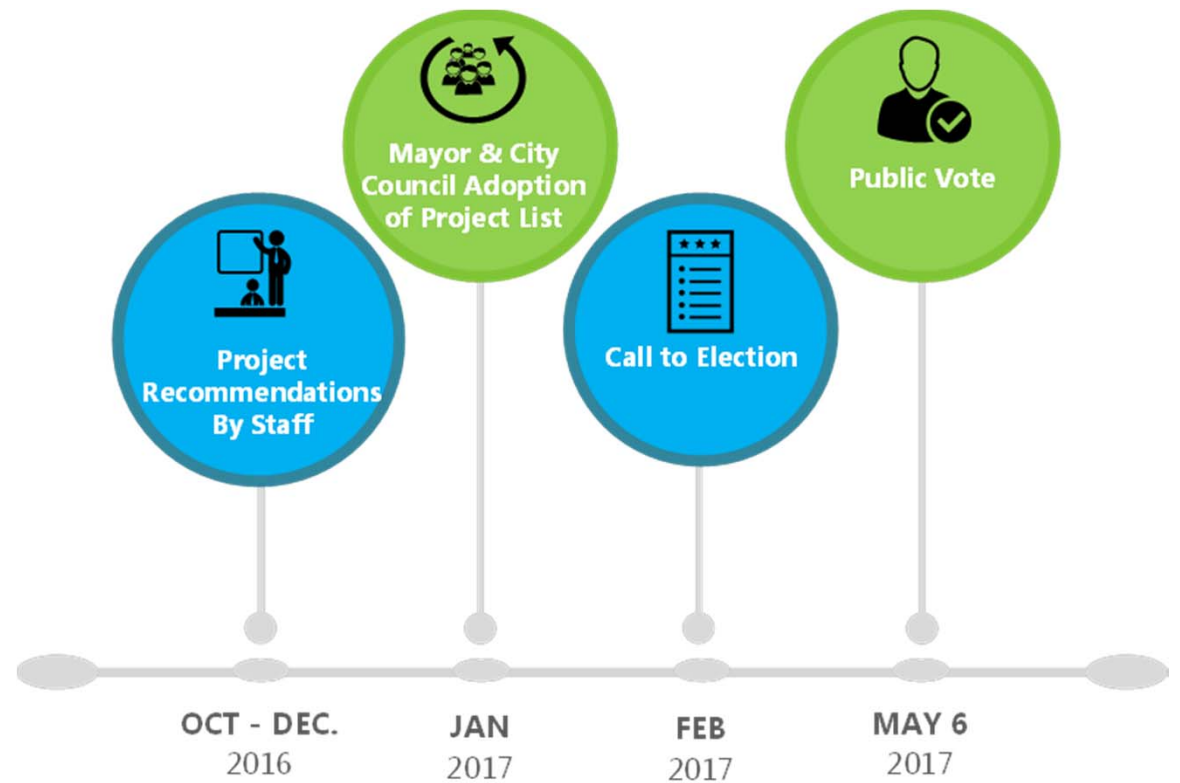 Mayor & City
Council Adoption
of Project List
Public Vote
Project
Recommendations
By Staff
Call to Election
OCT - DEC.
2016
JAN
2017
FEB
2017
MAY 6
2017